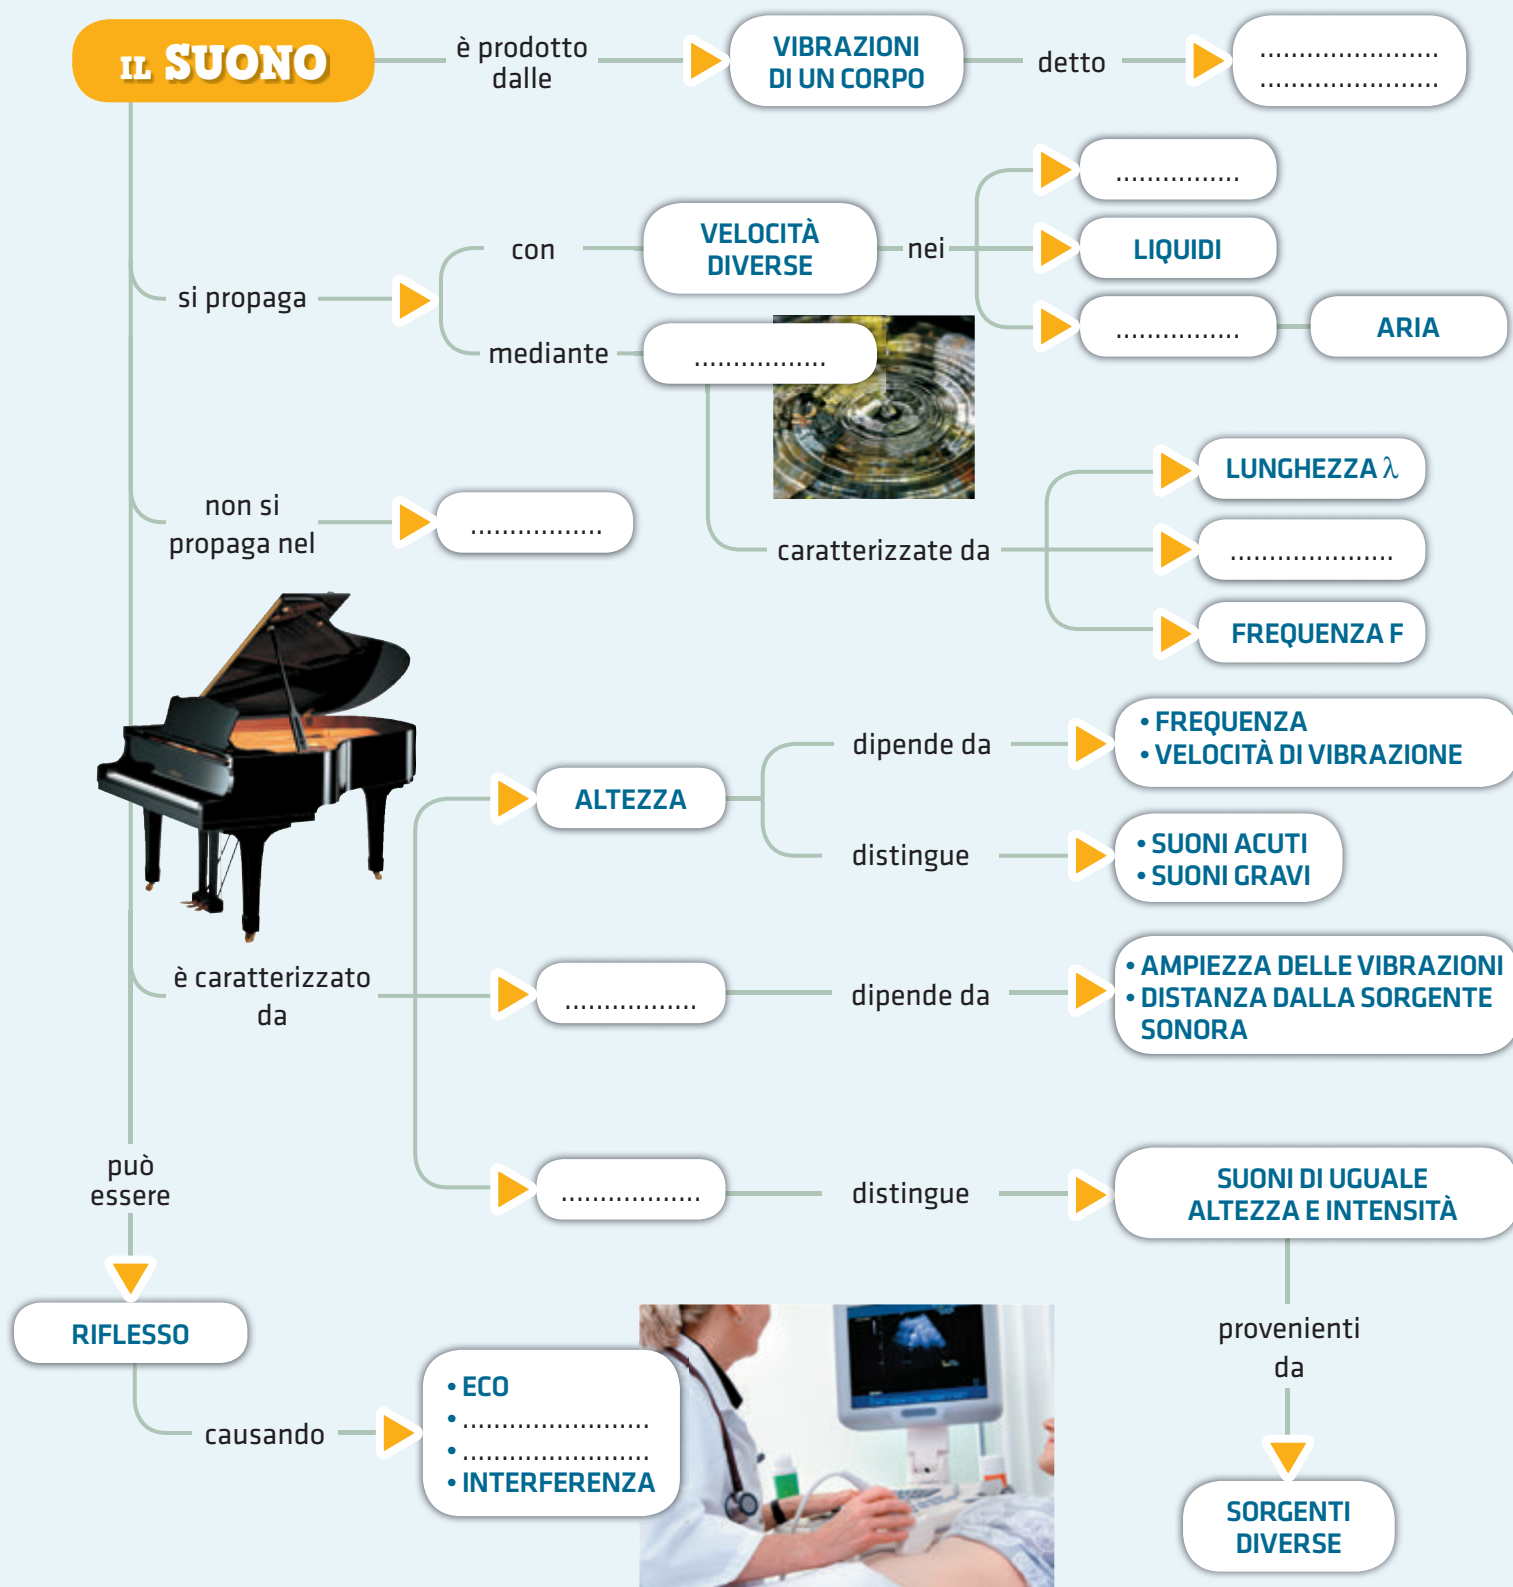 IL SUONO
è prodotto
dalle
VIBRAZIONI
DI UN CORPO
detto
.......................
.......................
si propaga
con
VELOCITÀ
DIVERSE
nei
................
LIQUIDI
................
ARIA
mediante
.................
caratterizzate da
LUNGHEZZA λ
.....................
FREQUENZA F
non si
propaga nel
.................
è caratterizzato
da
ALTEZZA
dipende da
• FREQUENZA
• VELOCITÀ DI VIBRAZIONE
distingue
• SUONI ACUTI
• SUONI GRAVI
.................
dipende da
• AMPIEZZA DELLE VIBRAZIONI
• DISTANZA DALLA SORGENTE
SONORA
..................
distingue
SUONI DI UGUALE
ALTEZZA E INTENSITÀ
provenienti
da
SORGENTI
DIVERSE
può
essere
RIFLESSO
causando
• ECO
• ........................
• ........................
• INTERFERENZA